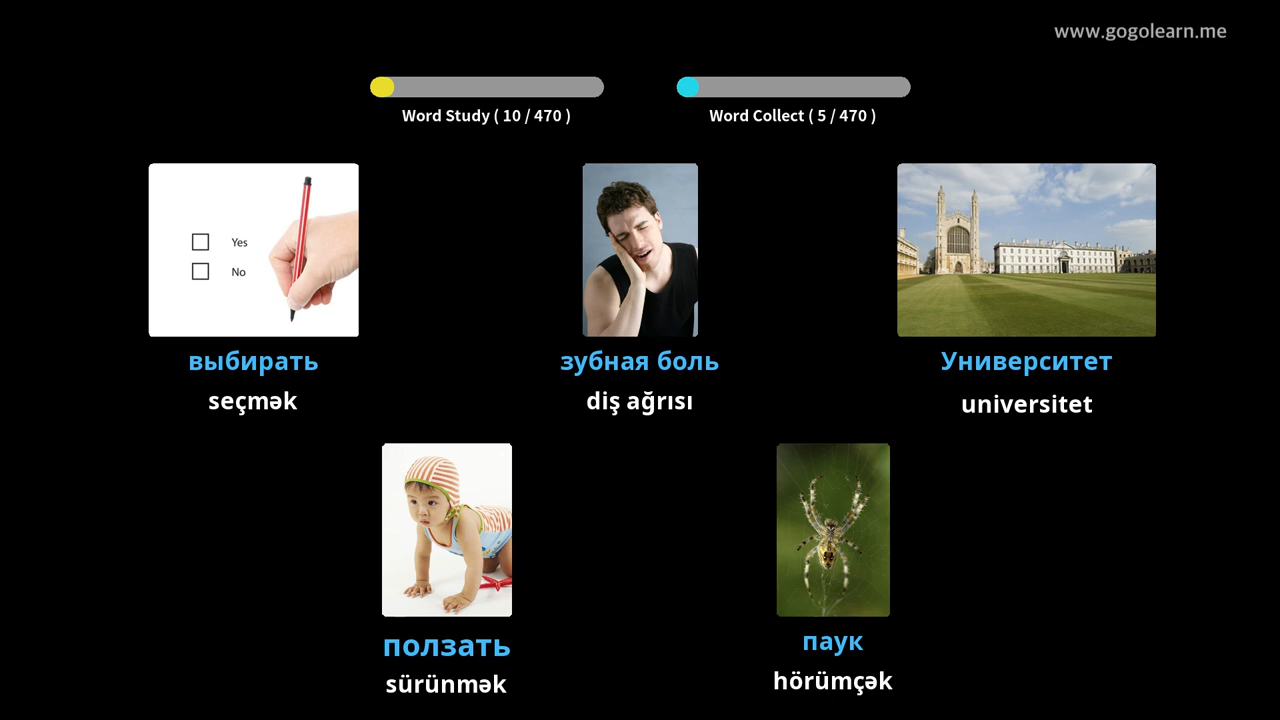 www.gogolearn.me
Word Study ( 10 / 470 )
Word Collect ( 5 / 470 )
Yes
No
выбирать
seçmək
зубная боль
diş ağrısı
Университет
universitet
ползать
sürünmək
паук
hörümçək